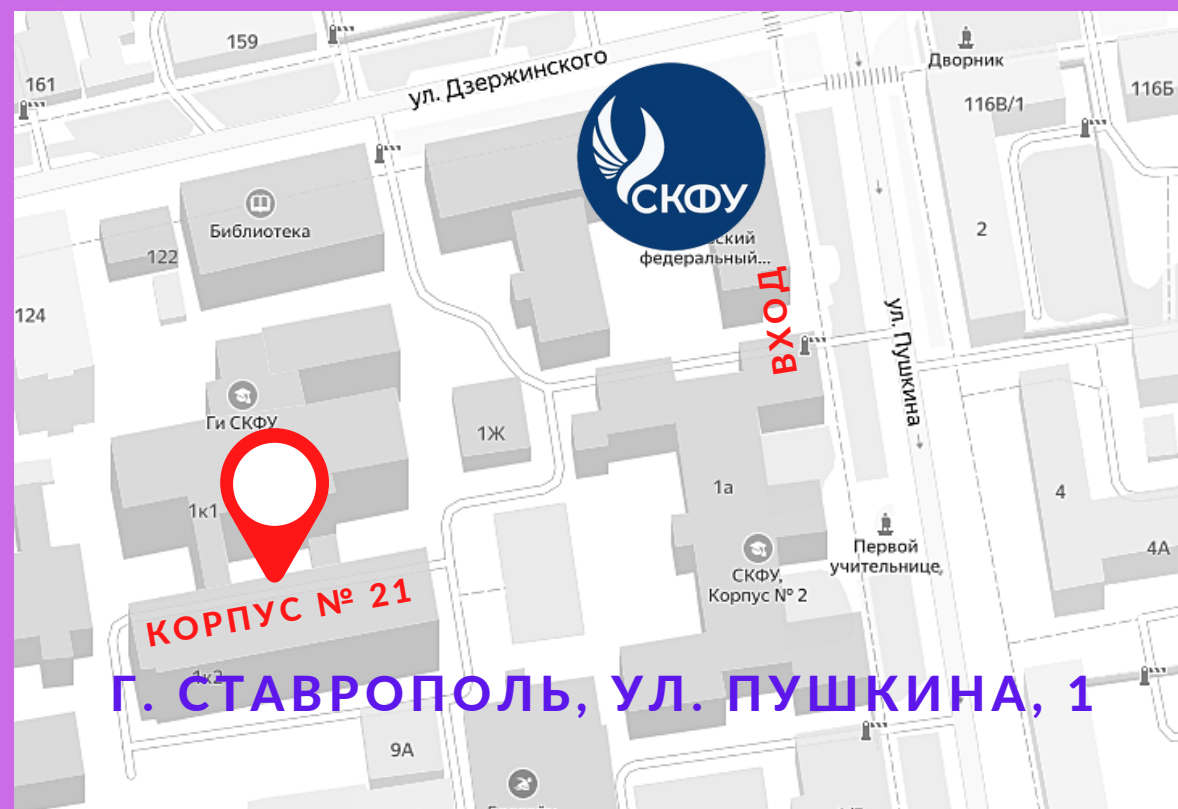 159
161
ул. Дзержинского
Дворник
116В/1
116Б
СКФУ
Библиотека
122
2
федеральный...
124
ВХОД
ул. Пушкина
Ги СКФУ
1Ж
1к1
1а
4
Первой
учительнице,
4А
СКФУ,
Корпус № 2
КОРПУС № 21
1к2
Г. СТАВРОПОЛЬ, УЛ. ПУШКИНА, 1
9А